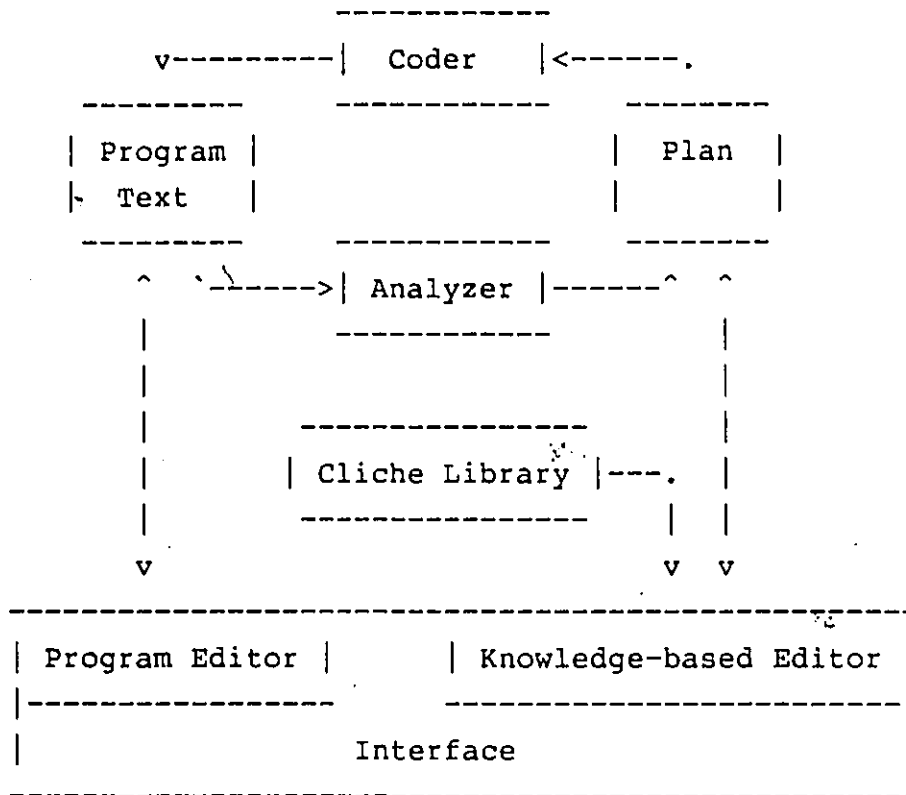 Coder
Program
Text
Plan
Analyzer
Cliche Library
Program Editor
Knowledge-based Editor
Interface